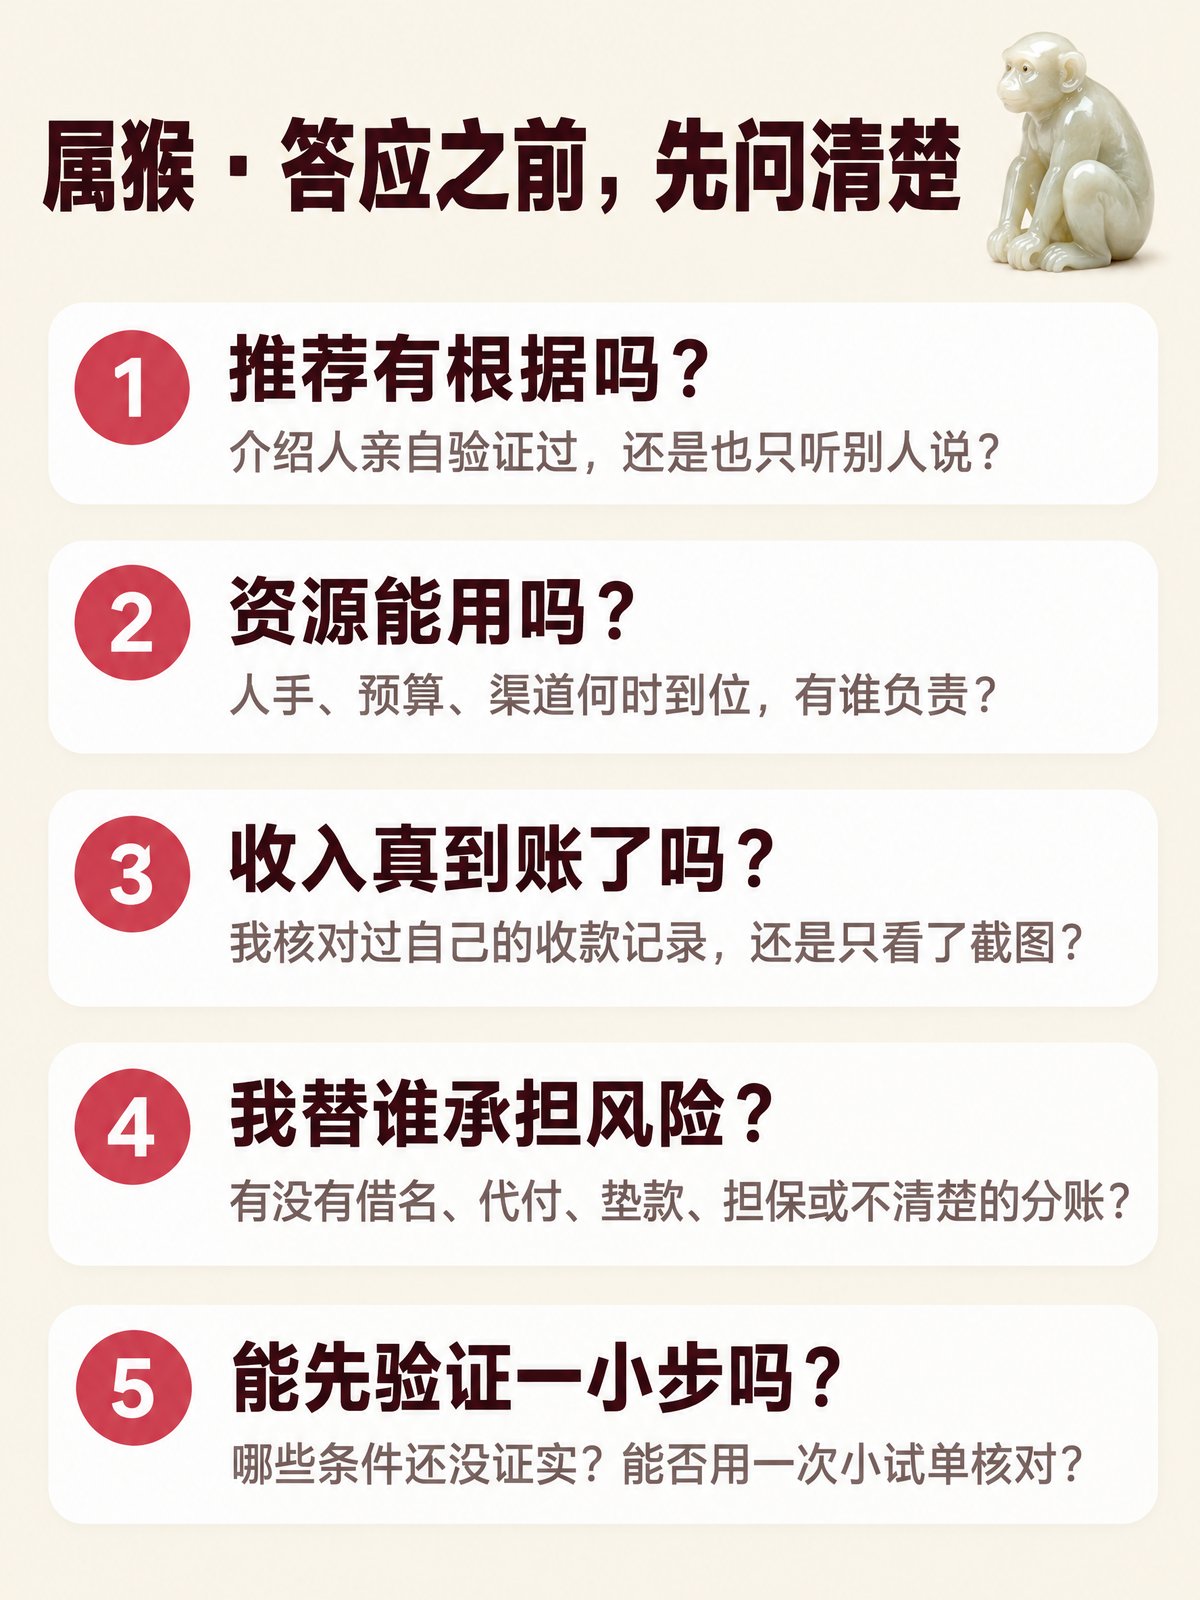 属猴·答应之前，先问清楚
1
推荐有根据吗？
介绍人亲自验证过，还是也只听别人说？
2
资源能用吗？
人手、预算、渠道何时到位，有谁负责？
3
收入真到账了吗？
我核对过自己的收款记录，还是只看了截图？
4
我替谁承担风险？
有没有借名、代付、垫款、担保或不清楚的分账？
5
能先验证一小步吗？
哪些条件还没证实？能否用一次小试单核对？